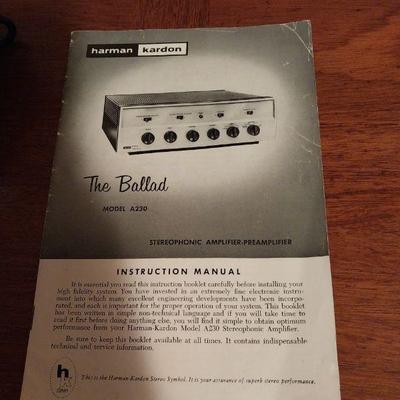 harman kardon
The Ballad
MODEL A230
STEREOPHONIC AMPLIFIER-PREAMPLIFIER
INSTRUCTION MANUAL
It is essential you read this instruction booklet carefully before installing your
high fidelity system. You have invested in an extremely fine electronic instru-
ment into which many excellent engineering developments have been incorpo-
rated, and each is important for the proper operation of your system. This booklet
has been written in simple non-technical language and if you will take time to
read it first before doing anything else, you will find it simple to obtain optimum
performance from your Harman-Kardon Model A230 Stereophonic Amplifier.
Be sure to keep this booklet available at all times. It contains indispensable
technical and service information.
h
This is the Harman-Kardon Stereo Symbol. It is your assurance of superb stereo performance.